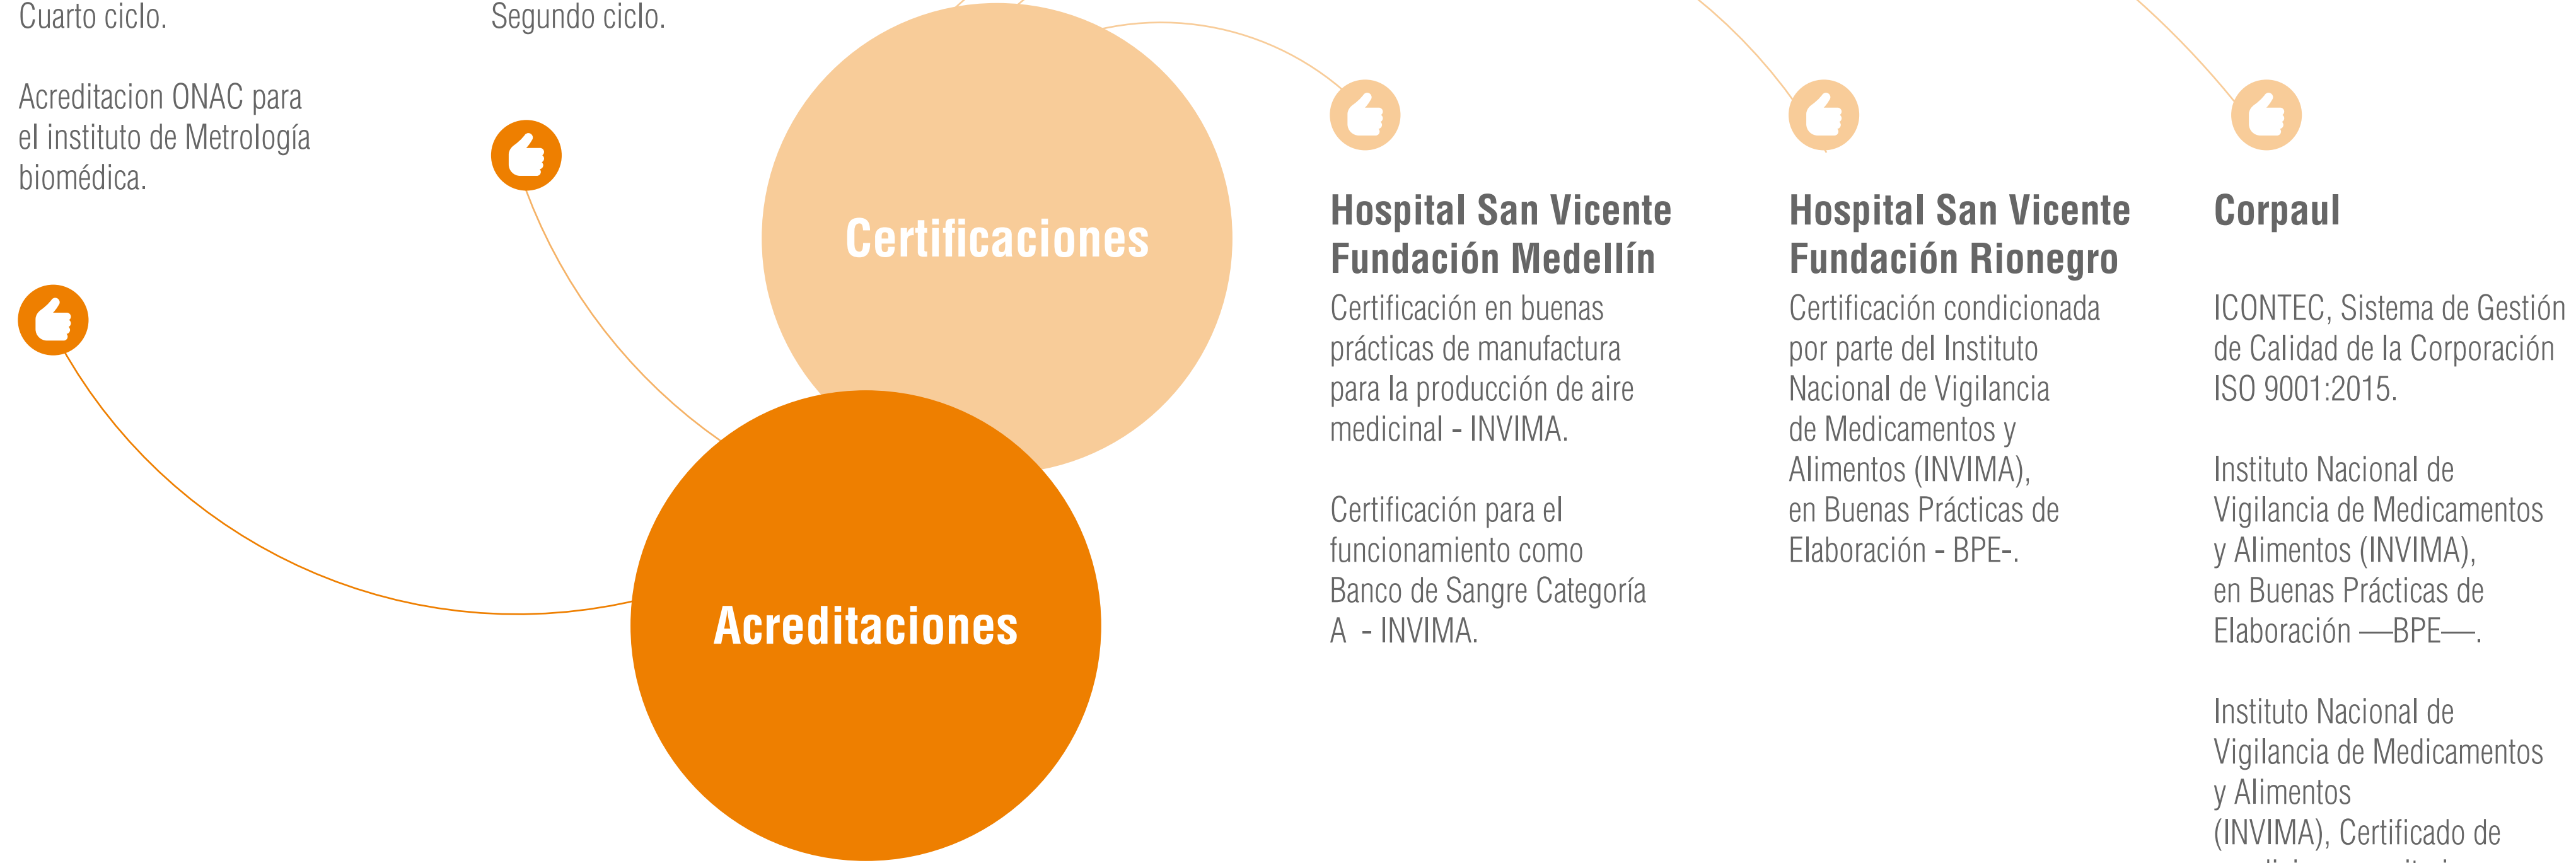 Cuarto ciclo.
Acreditacion ONAC para
el instituto de Metrología
biomédica.
Segundo ciclo.
Certificaciones
Acreditaciones
Hospital San Vicente
Fundación Medellín
Certificación en buenas
prácticas de manufactura
para la producción de aire
medicinal - INVIMA.
Certificación para el
funcionamiento como
Banco de Sangre Categoría
A - INVIMA.
Hospital San Vicente
Fundación Rionegro
Certificación condicionada
por parte del Instituto
Nacional de Vigilancia
de Medicamentos y
Alimentos (INVIMA),
en Buenas Prácticas de
Elaboración - BPE-.
Corpaul
ICONTEC, Sistema de Gestión
de Calidad de la Corporación
ISO 9001:2015.
Instituto Nacional de
Vigilancia de Medicamentos
y Alimentos (INVIMA),
en Buenas Prácticas de
Elaboración —BPE—.
Instituto Nacional de
Vigilancia de Medicamentos
y Alimentos
(INVIMA), Certificado de